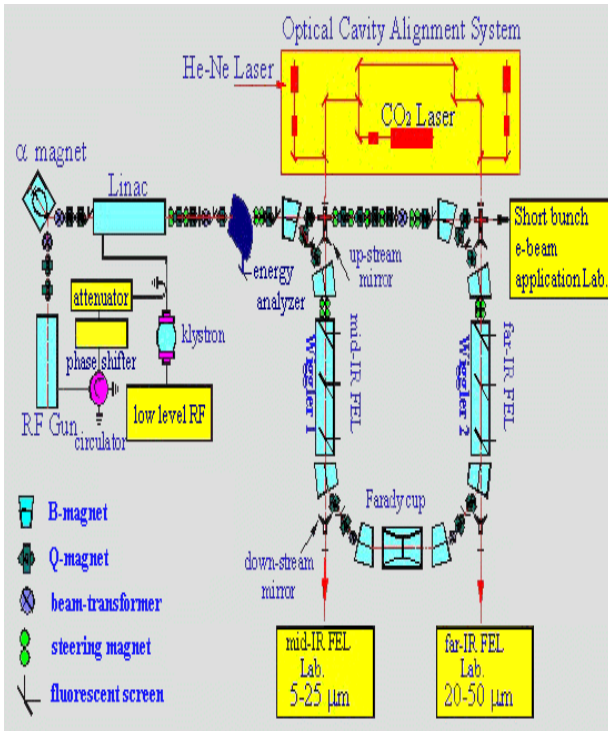 Optical Cavity Alignment System
He-Ne Laser
CO2 Laser
α magnet
Linac
Short bunch
e-beam
application Lab.
up-stream
mirror
energy
analyzer
attenuator
klystron
phase shifter
mid-IR FEL
Wiggler 1
far-IR FEL
Wiggler 2
RF Gun
circulator
low level RF
Farady cup
B-magnet
Q-magnet
down-stream
mirror
beam-transformer
steering magnet
fluorescent screen
mid-IR FEL
Lab.
5-25 μm
far-IR FEL
Lab.
20-50 μm